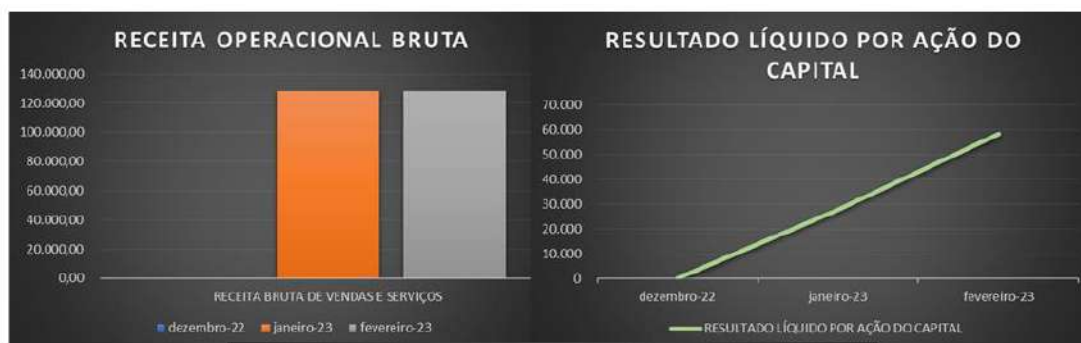 RECEITA OPERACIONAL BRUTA
140.000,00
120.000,00
100.000,00
80.000,00
60.000,00
40.000,00
20.000,00
0,00
RECEITA BRUTA DE VENDAS E SERVIÇOS
dezembro-22 janeiro-23 fevereiro-23
RESULTADO LÍQUIDO POR AÇÃO DO
CAPITAL
70.000
60.000
50.000
40.000
30.000
20.000
10.000
0
dezembro-22 janeiro-23 fevereiro-23
RESULTADO LÍQUIDO POR AÇÃO DO CAPITAL